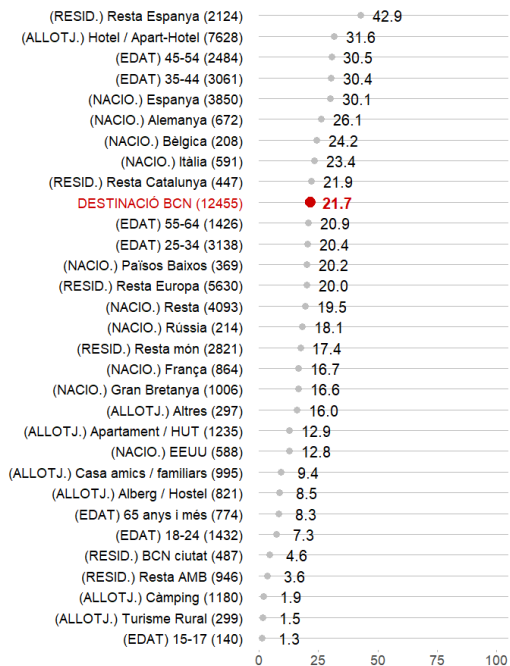 (RESID.) Resta Espanya (2124) 42.9
(ALLOTJ.) Hotel / Apart-Hotel (7628) 31.6
(EDAT) 45-54 (2484) 30.5
(EDAT) 35-44 (3061) 30.4
(NACIO.) Espanya (3850) 30.1
(NACIO.) Alemanya (672) 26.1
(NACIO.) Bèlgica (208) 24.2
(NACIO.) Itàlia (591) 23.4
(RESID.) Resta Catalunya (447) 21.9
DESTINACIÓ BCN (12455) 21.7
(EDAT) 55-64 (1426) 20.9
(EDAT) 25-34 (3138) 20.4
(NACIO.) Països Baixos (369) 20.2
(RESID.) Resta Europa (5630) 20.0
(NACIO.) Resta (4093) 19.5
(NACIO.) Rússia (214) 18.1
(RESID.) Resta món (2821) 17.4
(NACIO.) França (864) 16.7
(NACIO.) Gran Bretanya (1006) 16.6
(ALLOTJ.) Altres (297) 16.0
(ALLOTJ.) Apartament / HUT (1235) 12.9
(NACIO.) EEUU (588) 12.8
(ALLOTJ.) Casa amics / familiars (995) 9.4
(ALLOTJ.) Alberg / Hostel (821) 8.5
(EDAT) 65 anys i més (774) 8.3
(EDAT) 18-24 (1432) 7.3
(RESID.) BCN ciutat (487) 4.6
(RESID.) Resta AMB (946) 3.6
(ALLOTJ.) Càmping (1180) 1.9
(ALLOTJ.) Turisme Rural (299) 1.5
(EDAT) 15-17 (140) 1.3
0 25 50 75 100